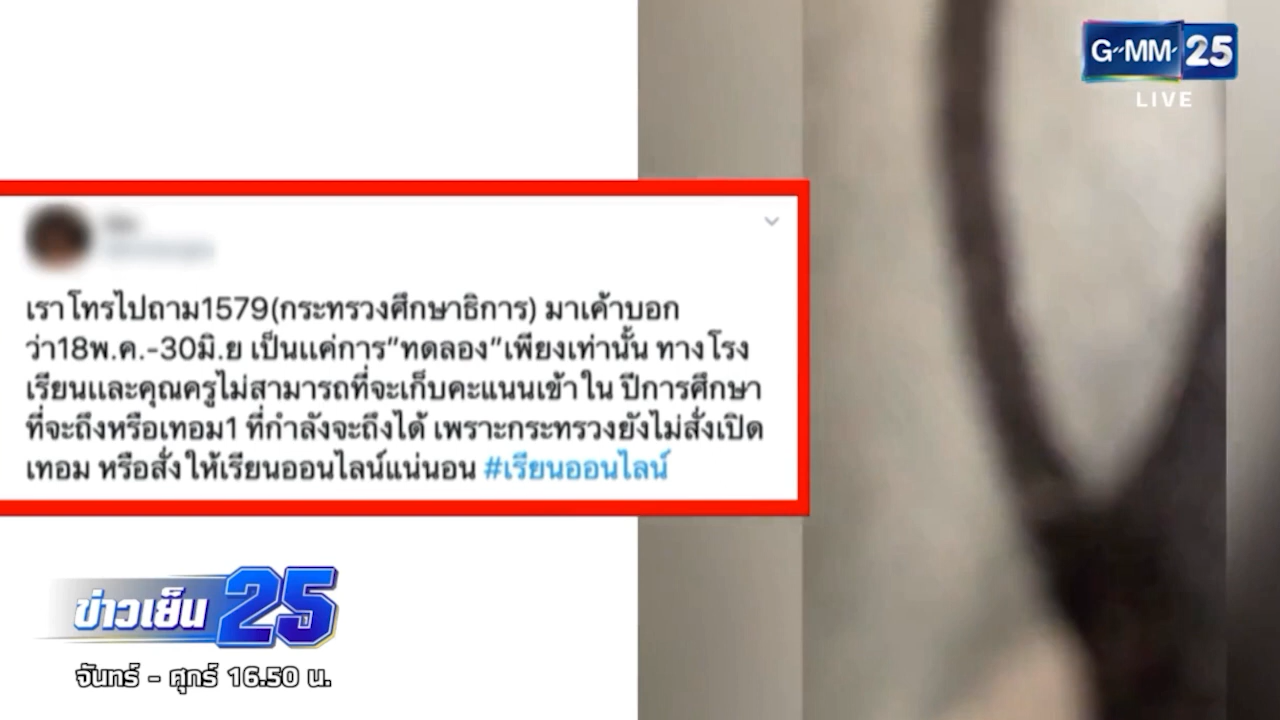 G-MM 25
LIVE
เราโทรไปถาม1579(กระทรวงศึกษาธิการ) มาเค้าบอก
ว่า18พ.ค.-30มิ.ย เป็นแค่การ”ทดลอง”เพียงเท่านั้น ทางโรง
เรียนและคุณครูไม่สามารถที่จะเก็บคะแนนเข้าใน ปีการศึกษา
ที่จะถึงหรือเทอม1 ที่กำลังจะถึงได้ เพราะกระทรวงยังไม่สั่งเปิด
เทอม หรือสั่งให้เรียนออนไลน์แน่นอน #เรียนออนไลน์
ข่าวเย็น 25
จันทร์ - ศุกร์ 16.50 น.